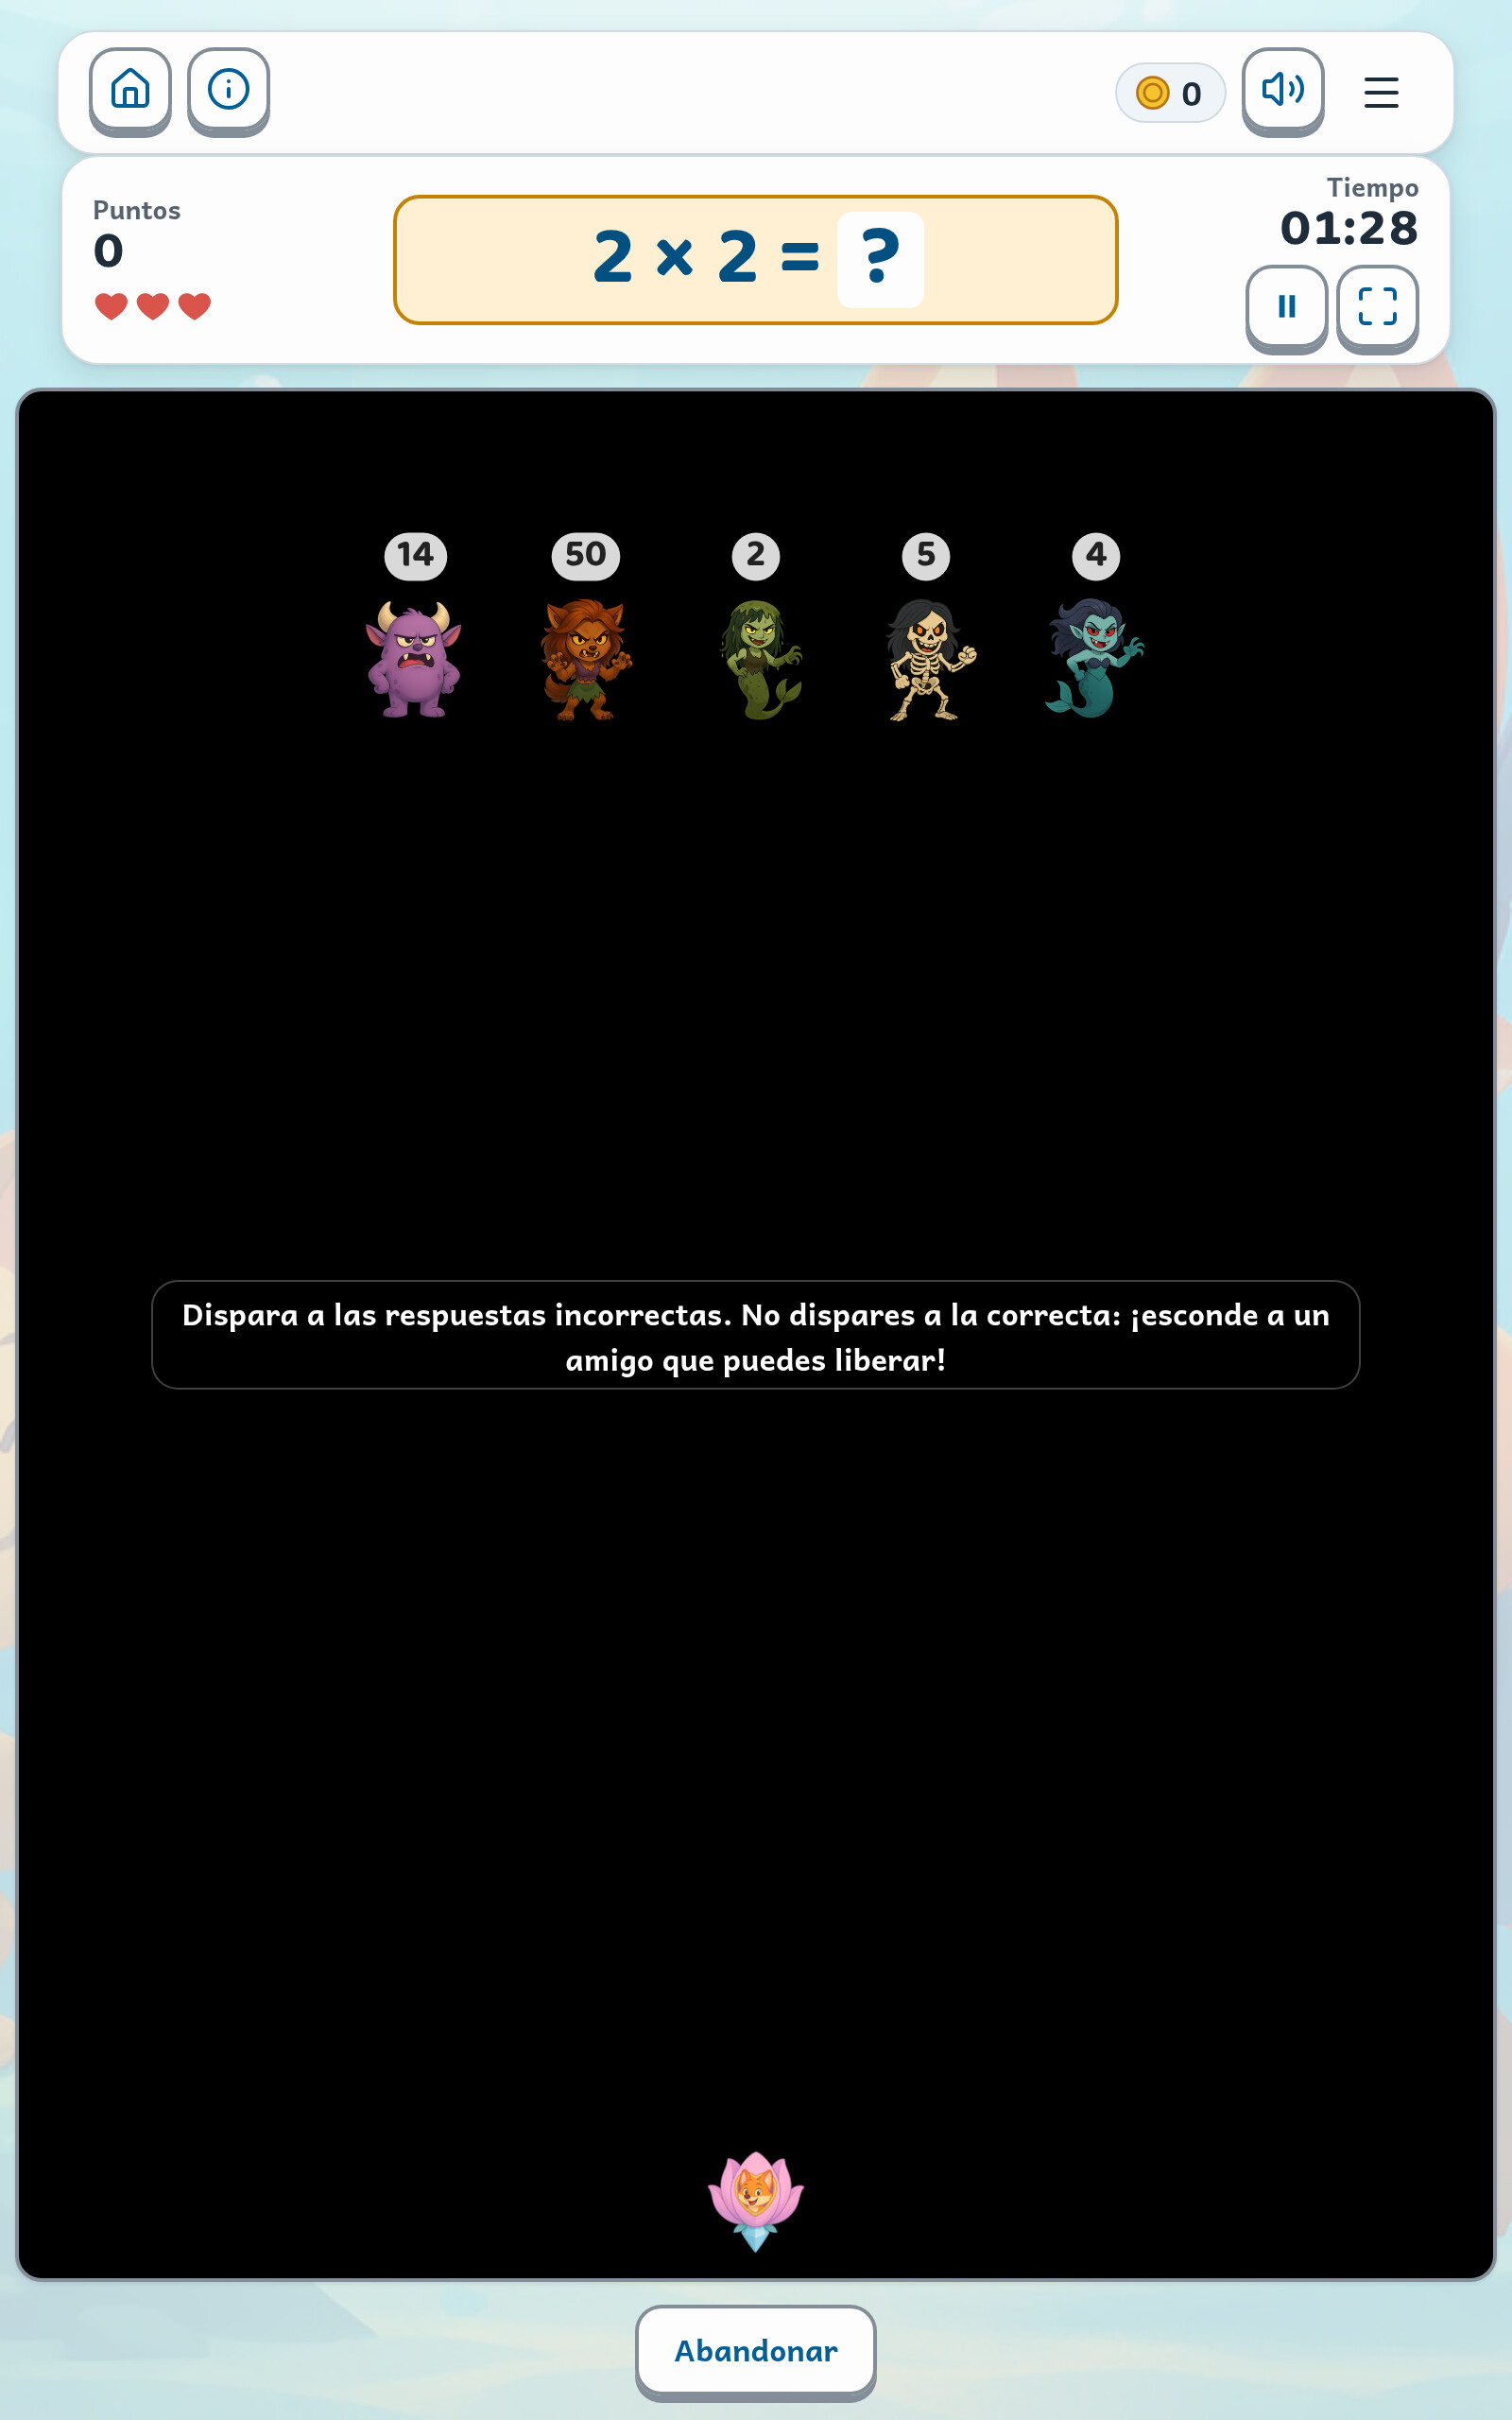 0
Puntos
0
2 × 2 = ?
Tiempo
01:28
14
50
2
5
4
Dispara a las respuestas incorrectas. No dispares a la correcta: ¡esconde a un
amigo que puedes liberar!
Abandonar